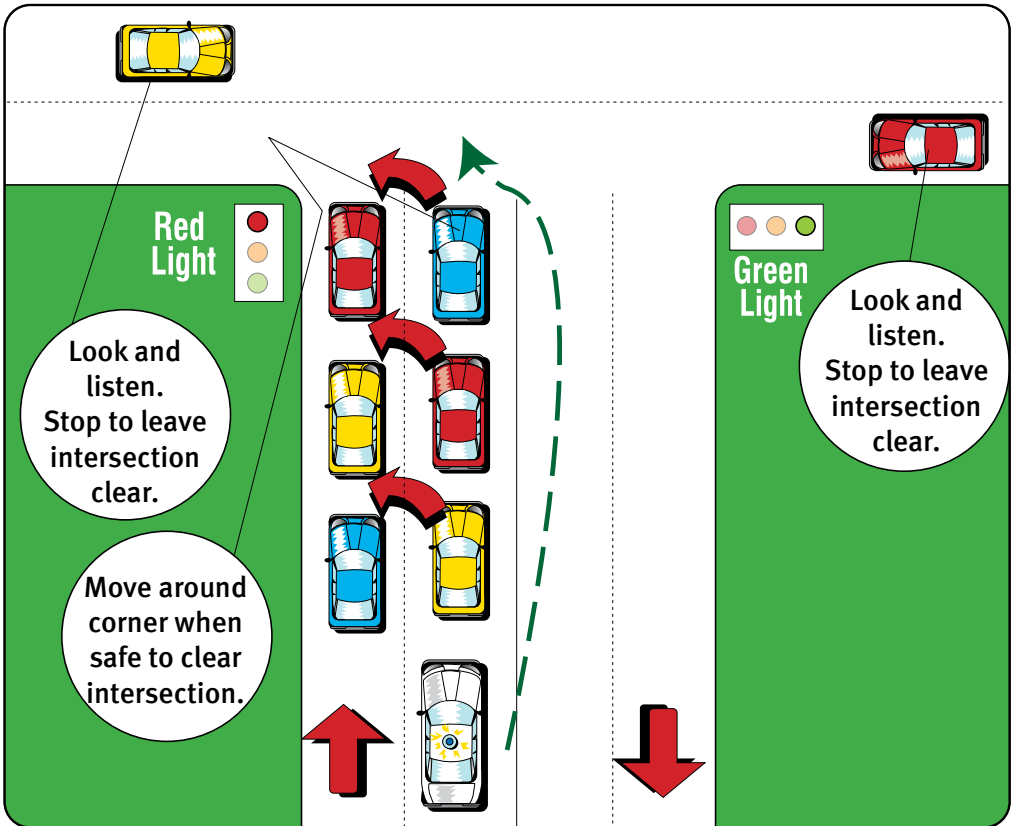 Red
Light
Green
Light
Look and
listen.
Stop to leave
intersection
clear.
Look and
listen.
Stop to leave
intersection
clear.
Move around
corner when
safe to clear
intersection.